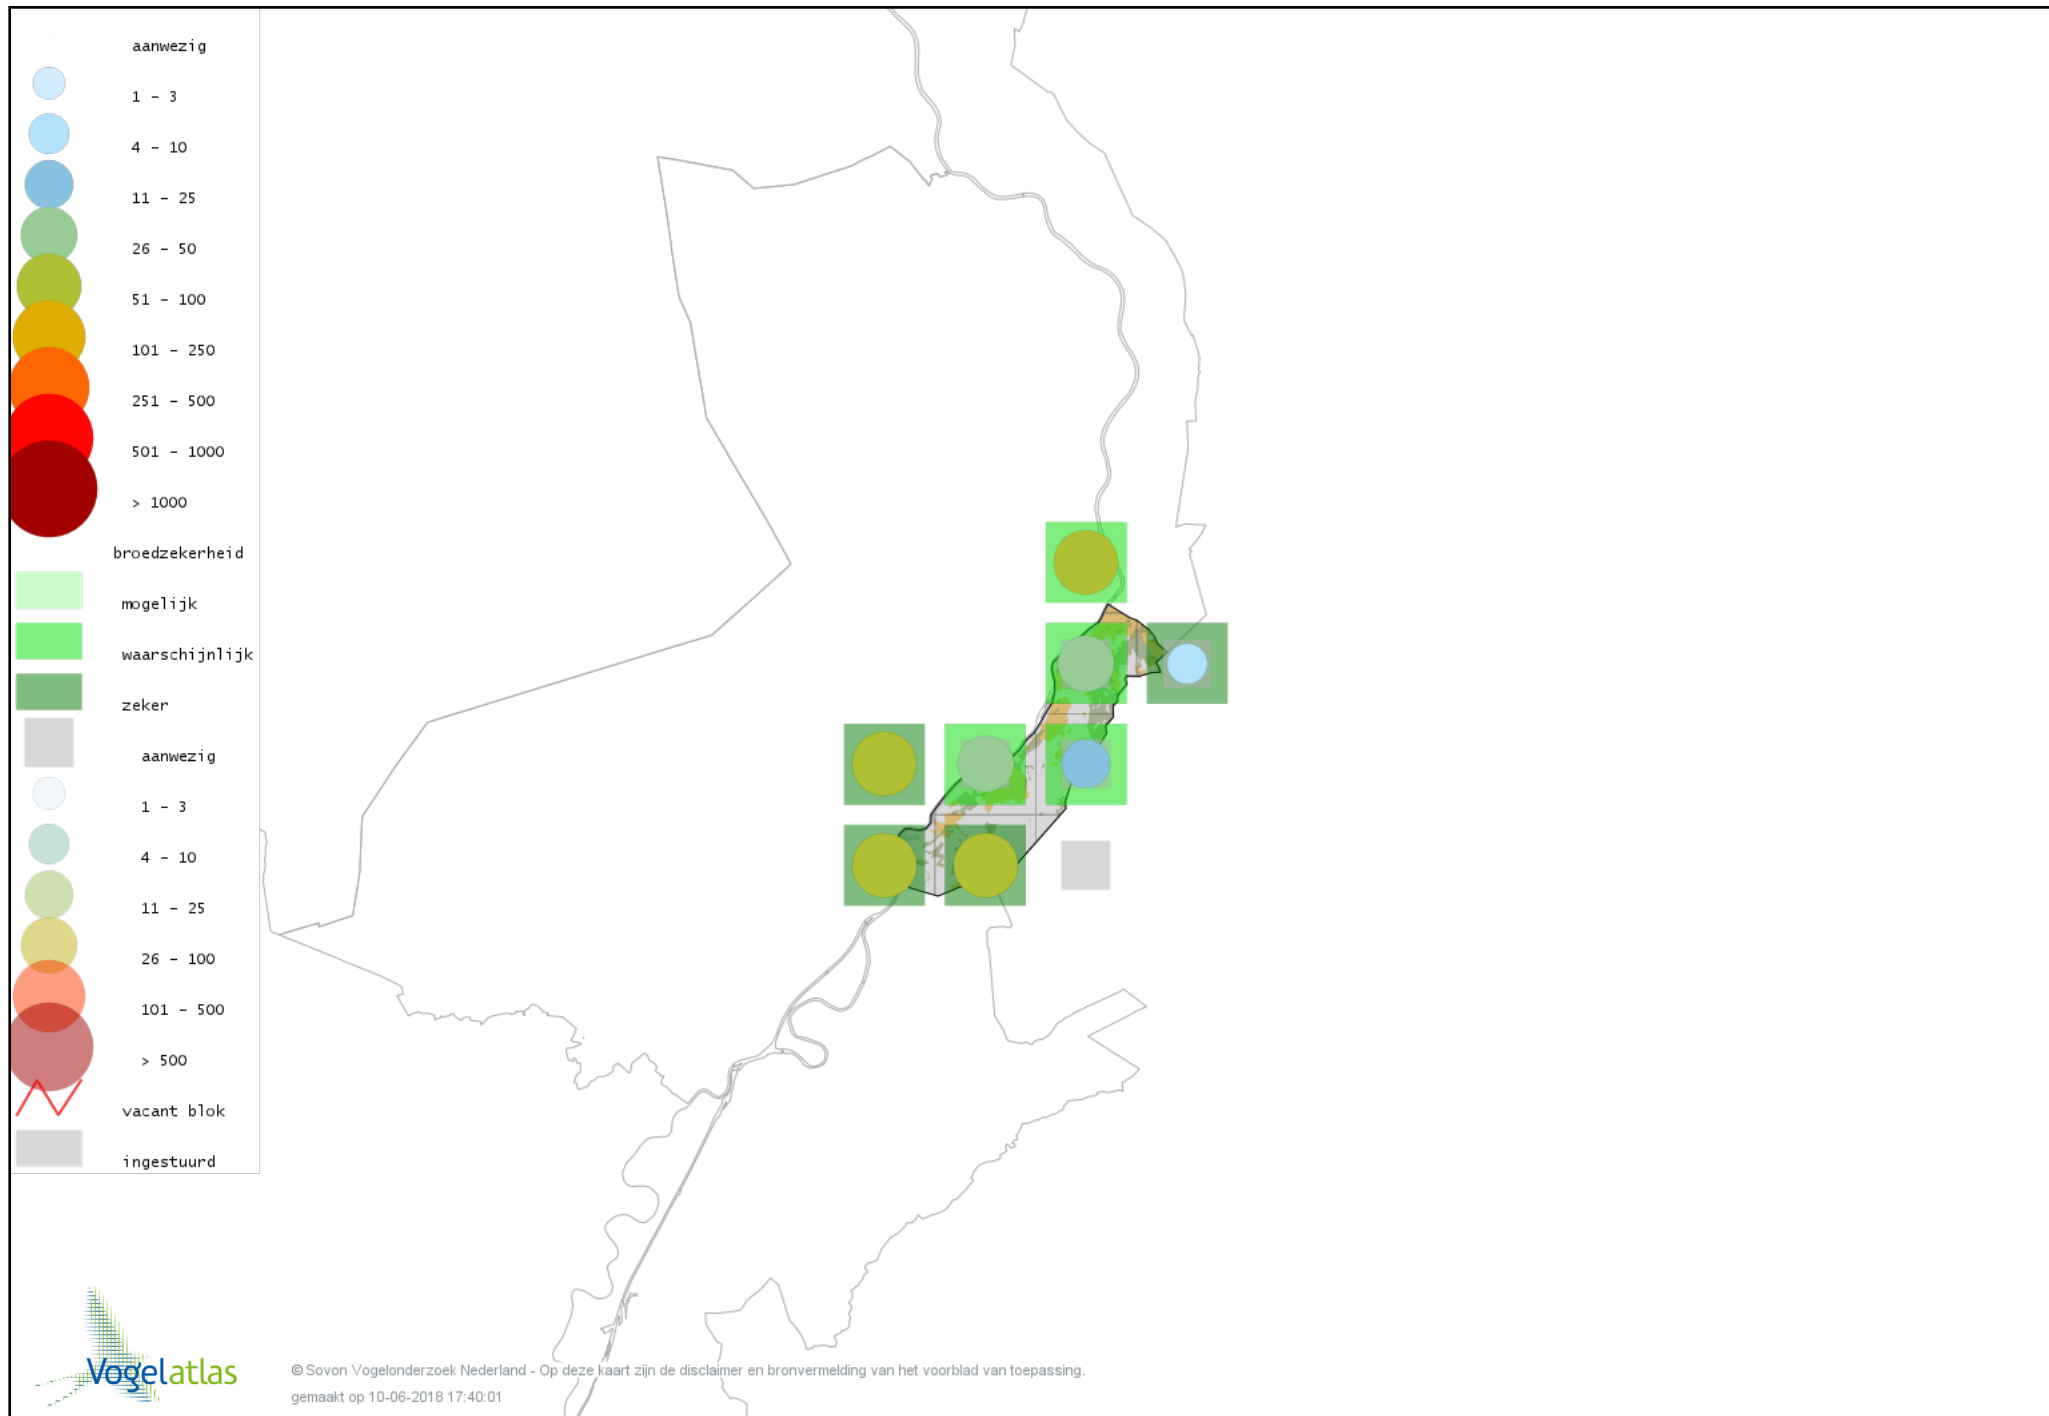 aanwezig
1 - 3
4 - 10
11 - 25
26 - 50
51 - 100
101 - 250
251 - 500
501 - 1000
> 1000
broedzekerheid
mogelijk
waarschijnlijk
zeker
aanwezig
1 - 3
4 - 10
11 - 25
26 - 100
101 - 500
> 500
vacant blok
ingestuurd
Vogelatlas
© Sovon Vogelonderzoek Nederland - Op deze kaart zijn de disclaimer en bronvermelding van het voorblad van toepassing.
gemaakt op 10-06-2018 17:40:01